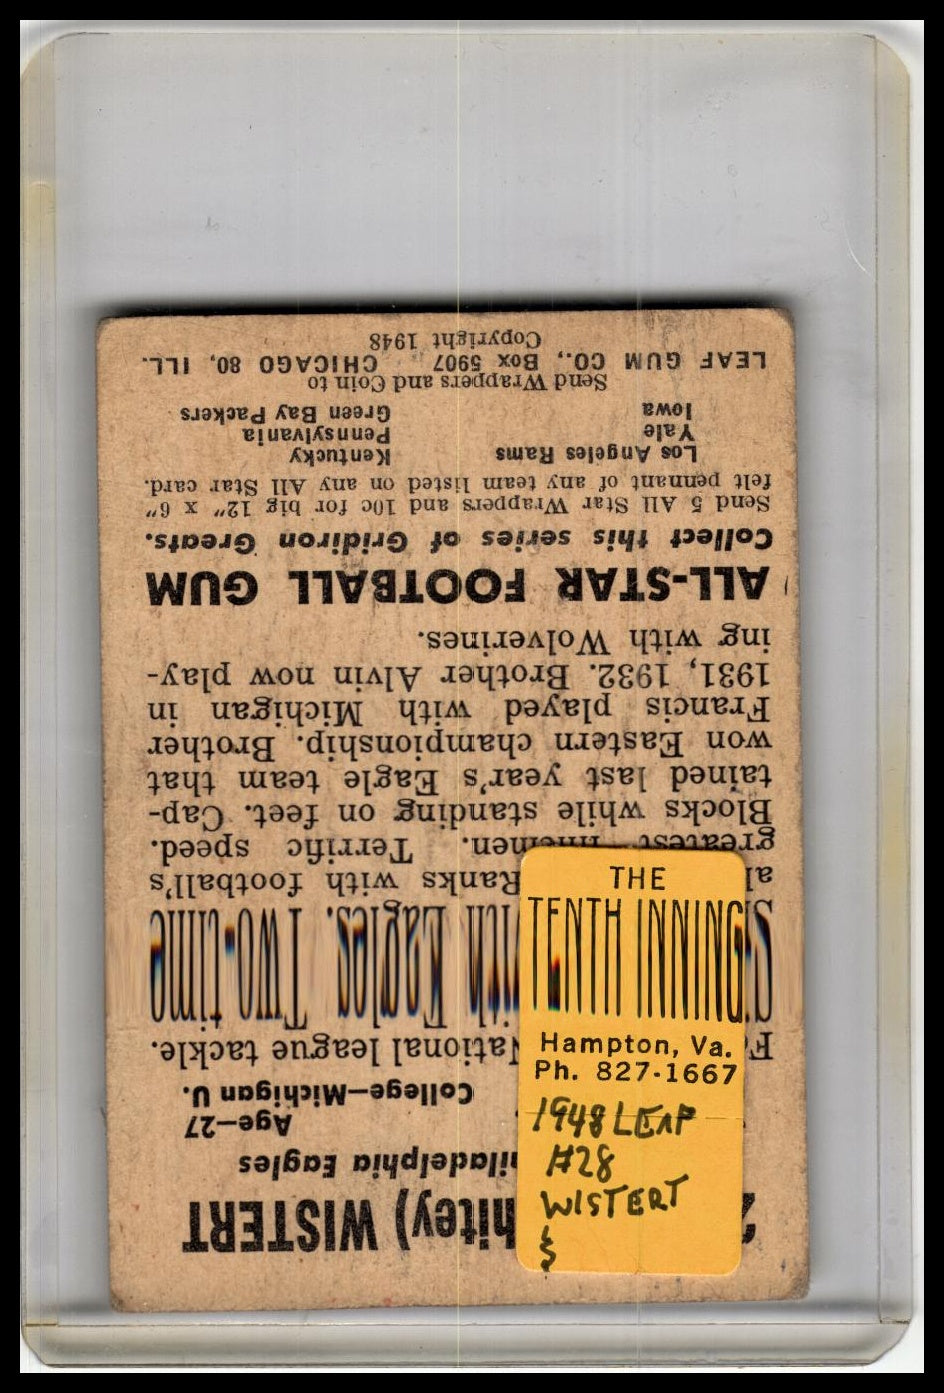 2 hitey) WISTERT
iladelphia Eagles
Age—27
College—Michigan U.
Fo National league tackle.
Si ith Eagles. Two-time
al Ranks with football's
greatest linemen. Terrific speed.
Blocks while standing on feet. Cap-
tained last year's Eagle team that
won Eastern championship. Brother
Francis played with Michigan in
1931, 1932. Brother Alvin now play-
ing with Wolverines.
ALL-STAR FOOTBALL GUM
Collect this series of Gridiron Greats.
Send 5 All Star Wrappers and 10c for big 12" x 6"
felt pennant of any team listed on any All Star card.
Los Angeles Rams Kentucky
Yale Pennsylvania
Iowa Green Bay Packers
Send Wrappers and Coin to
LEAF GUM CO., Box 5907 CHICAGO 80, ILL.
Copyright 1948
THE
TENTH INNING
Hampton, Va.
Ph. 827-1667
1948 LEAF
#28
WISTERT
$